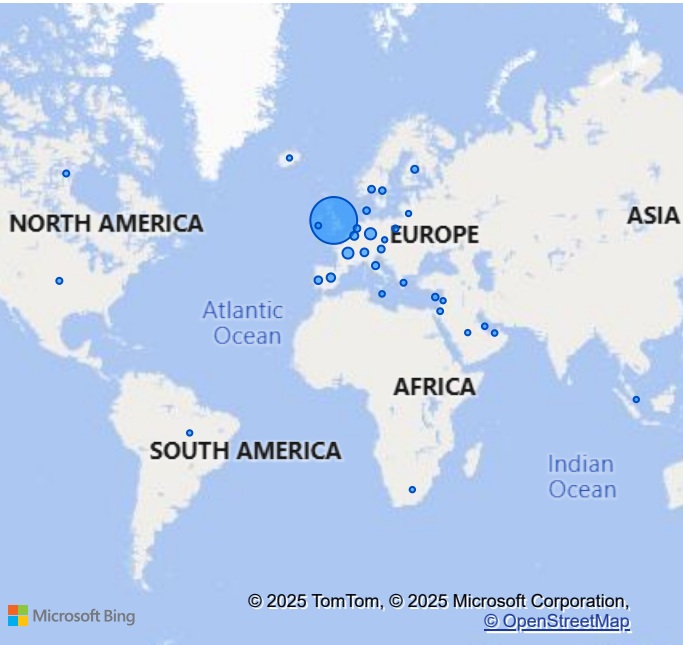 NORTH AMERICA
EUROPE
ASIA
Atlantic
Ocean
AFRICA
SOUTH AMERICA
Indian
Ocean
© 2025 TomTom, © 2025 Microsoft Corporation,
© OpenStreetMap
Microsoft Bing